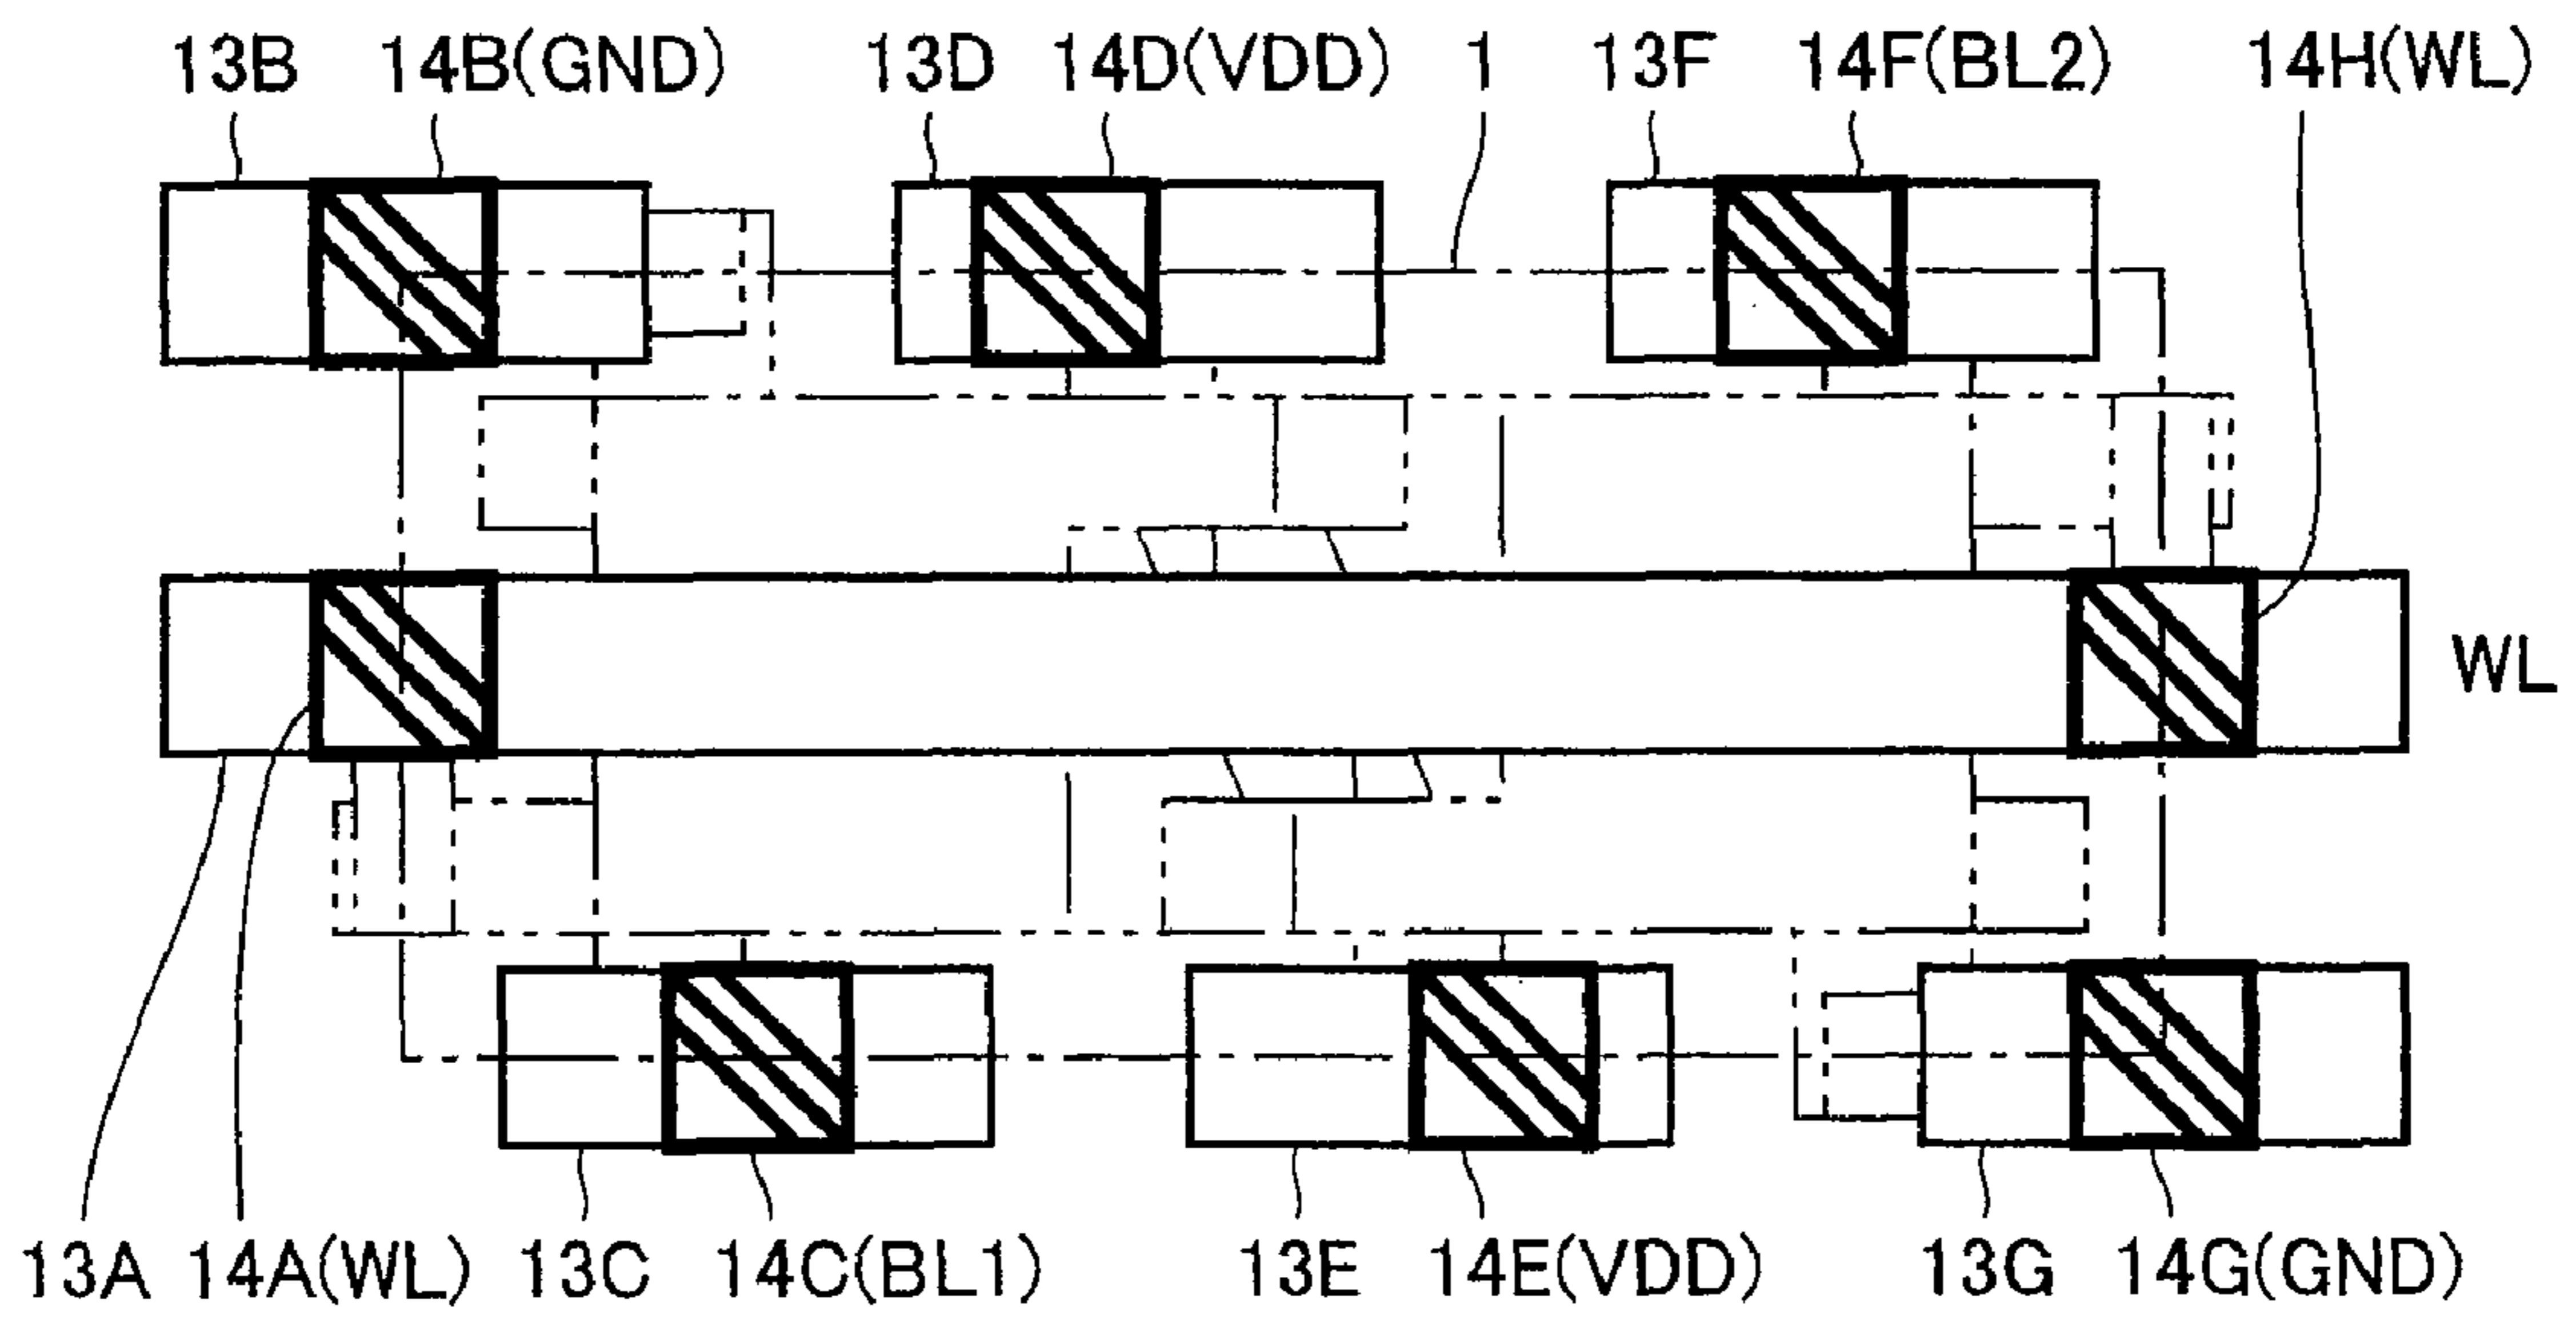 13B 14B(GND) 13D 14D(VDD) 1 13F 14F(BL2) 14H(WL)
WL
13A 14A(WL) 13C 14C(BL1) 13E 14E(VDD) 13G 14G(GND)